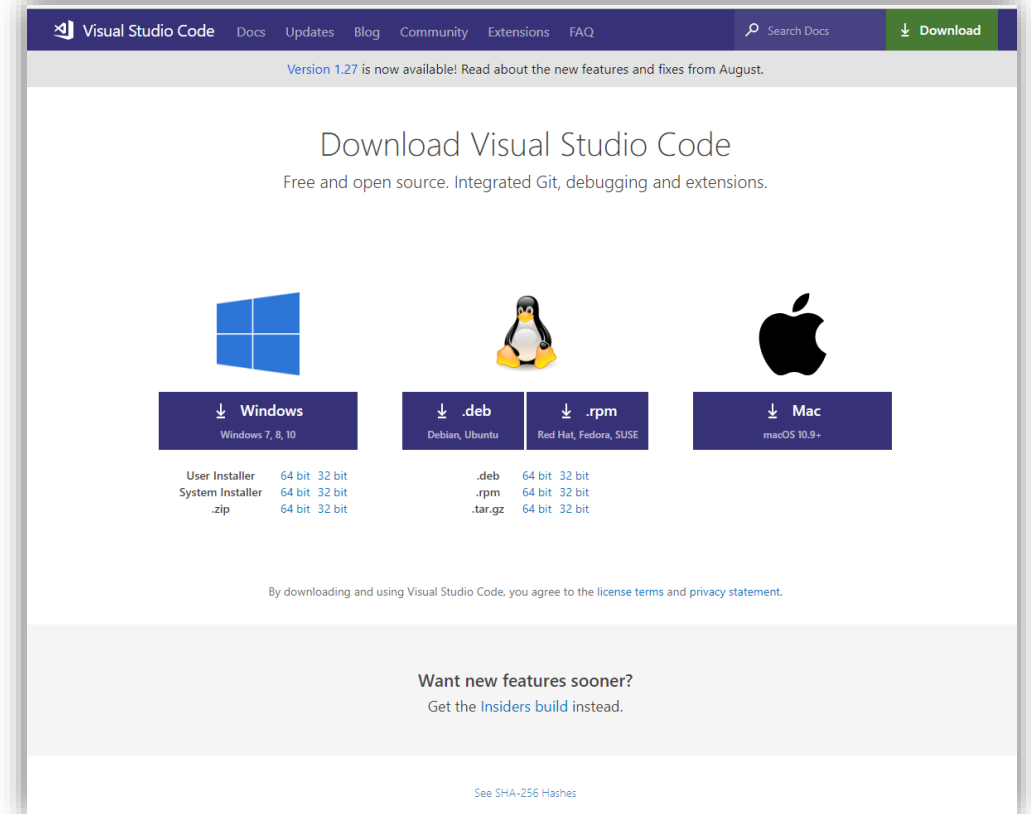 Visual Studio Code Docs Updates Blog Community Extensions FAQ Search Docs Download
Version 1.27 is now available! Read about the new features and fixes from August.
Download Visual Studio Code
Free and open source. Integrated Git, debugging and extensions.
Windows
Windows 7, 8, 10
User Installer 64 bit 32 bit
System Installer 64 bit 32 bit
.zip 64 bit 32 bit
.deb
Debian, Ubuntu
.rpm
Red Hat, Fedora, SUSE
.deb 64 bit 32 bit
.rpm 64 bit 32 bit
.tar.gz 64 bit 32 bit
Mac
macOS 10.9+
By downloading and using Visual Studio Code, you agree to the license terms and privacy statement.
Want new features sooner?
Get the Insiders build instead.
See SHA-256 Hashes